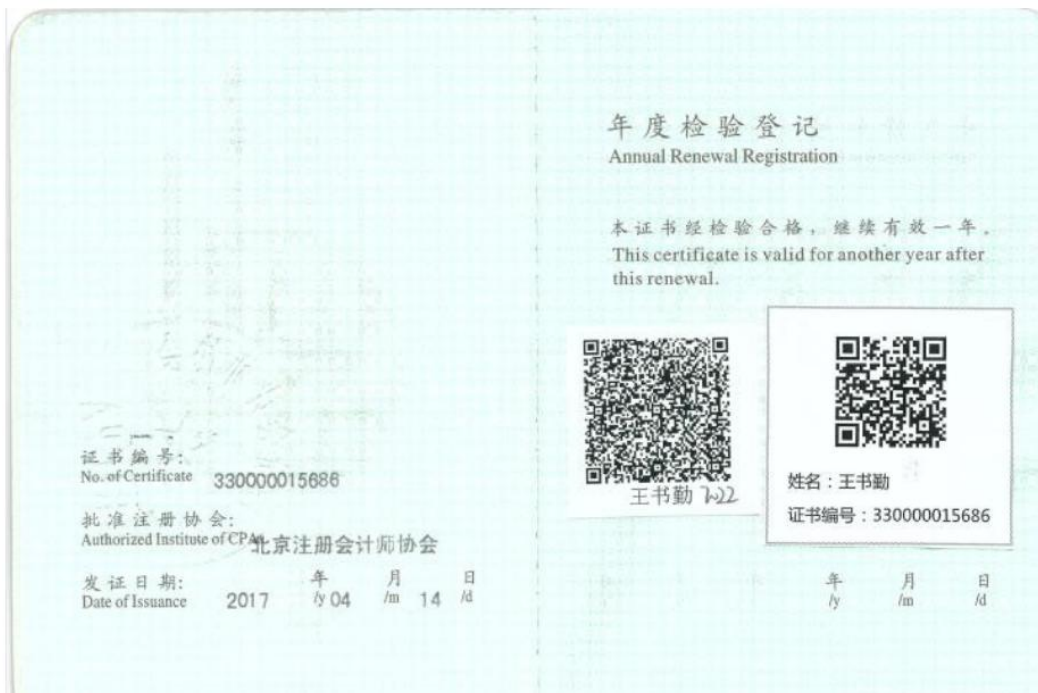 证书编号:
No. of Certificate 330000015686
批准注册协会:
Authorized Institute of CPAs 北京注册会计师协会
发证日期: 年 月 日
Date of Issuance 2017 /y 04 /m 14 /d
年度检验登记
Annual Renewal Registration
本证书经检验合格，继续有效一年。
This certificate is valid for another year after
this renewal.
王书勤 2022
姓名：王书勤
证书编号：330000015686
年 月 日
/y /m /d